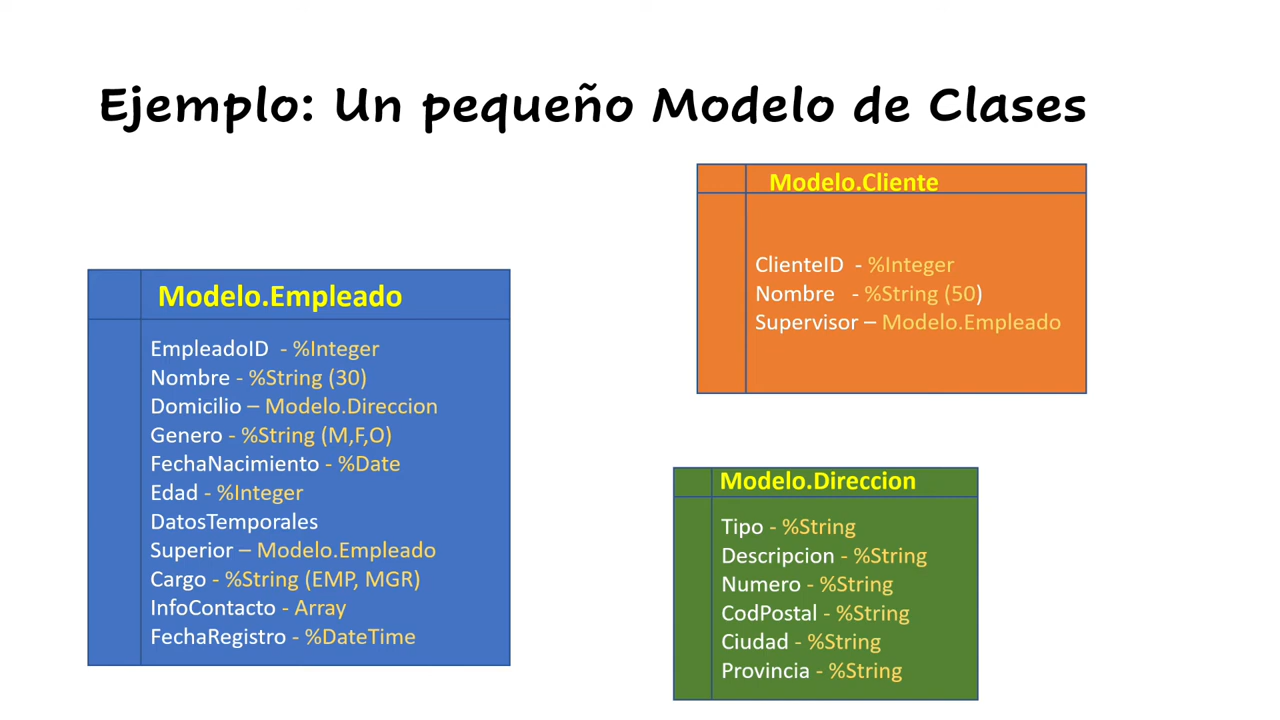 Ejemplo: Un pequeño Modelo de Clases
Modelo.Empleado
EmpleadoID - %Integer
Nombre - %String (30)
Domicilio – Modelo.Direccion
Genero - %String (M,F,O)
FechaNacimiento - %Date
Edad - %Integer
DatosTemporales
Superior – Modelo.Empleado
Cargo - %String (EMP, MGR)
InfoContacto - Array
FechaRegistro - %DateTime
Modelo.Cliente
ClienteID - %Integer
Nombre - %String (50)
Supervisor – Modelo.Empleado
Modelo.Direccion
Tipo - %String
Descripcion - %String
Numero - %String
CodPostal - %String
Ciudad - %String
Provincia - %String